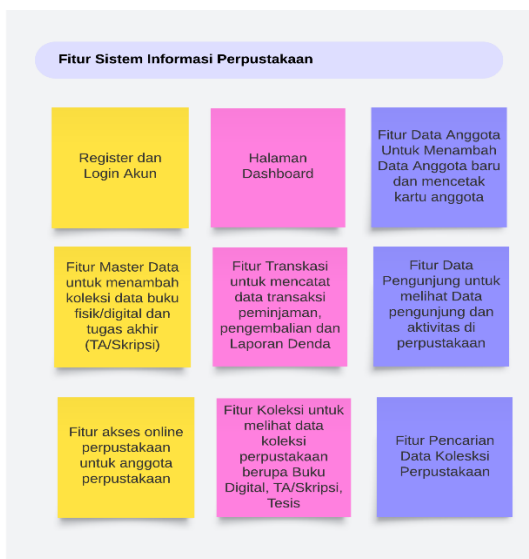 Fitur Sistem Informasi Perpustakaan
Register dan
Login Akun
Halaman
Dashboard
Fitur Data Anggota
Untuk Menambah
Data Anggota baru
dan mencetak
kartu anggota
Fitur Master Data
untuk menambah
koleksi data buku
fisik/digital dan
tugas akhir
(TA/Skripsi)
Fitur Transkasi
untuk mencatat
data transaksi
peminjaman,
pengembalian dan
Laporan Denda
Fitur Data
Pengunjung untuk
melihat Data
pengunjung dan
aktivitas di
perpustakaan
Fitur akses online
perpustakaan
untuk anggota
perpustakaan
Fitur Koleksi untuk
melihat data
koleksi
perpustakaan
berupa Buku
Digital, TA/Skripsi,
Tesis
Fitur Pencarian
Data Kolesksi
Perpustakaan